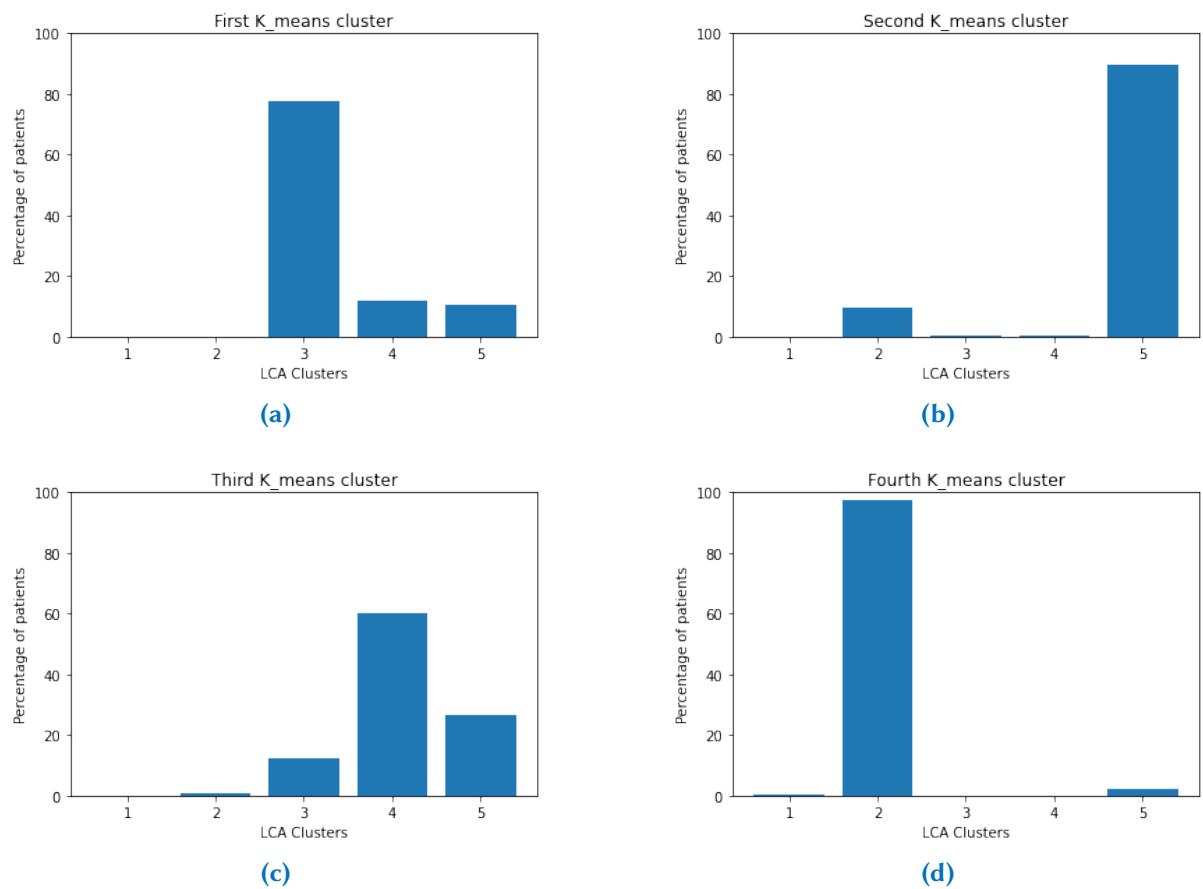 First K_means cluster
100
80
60
40
20
0
Percentage of patients
1 2 3 4 5
LCA Clusters
(a)
Second K_means cluster
100
80
60
40
20
0
Percentage of patients
1 2 3 4 5
LCA Clusters
(b)
Third K_means cluster
100
80
60
40
20
0
Percentage of patients
1 2 3 4 5
LCA Clusters
(c)
Fourth K_means cluster
100
80
60
40
20
0
Percentage of patients
1 2 3 4 5
LCA Clusters
(d)